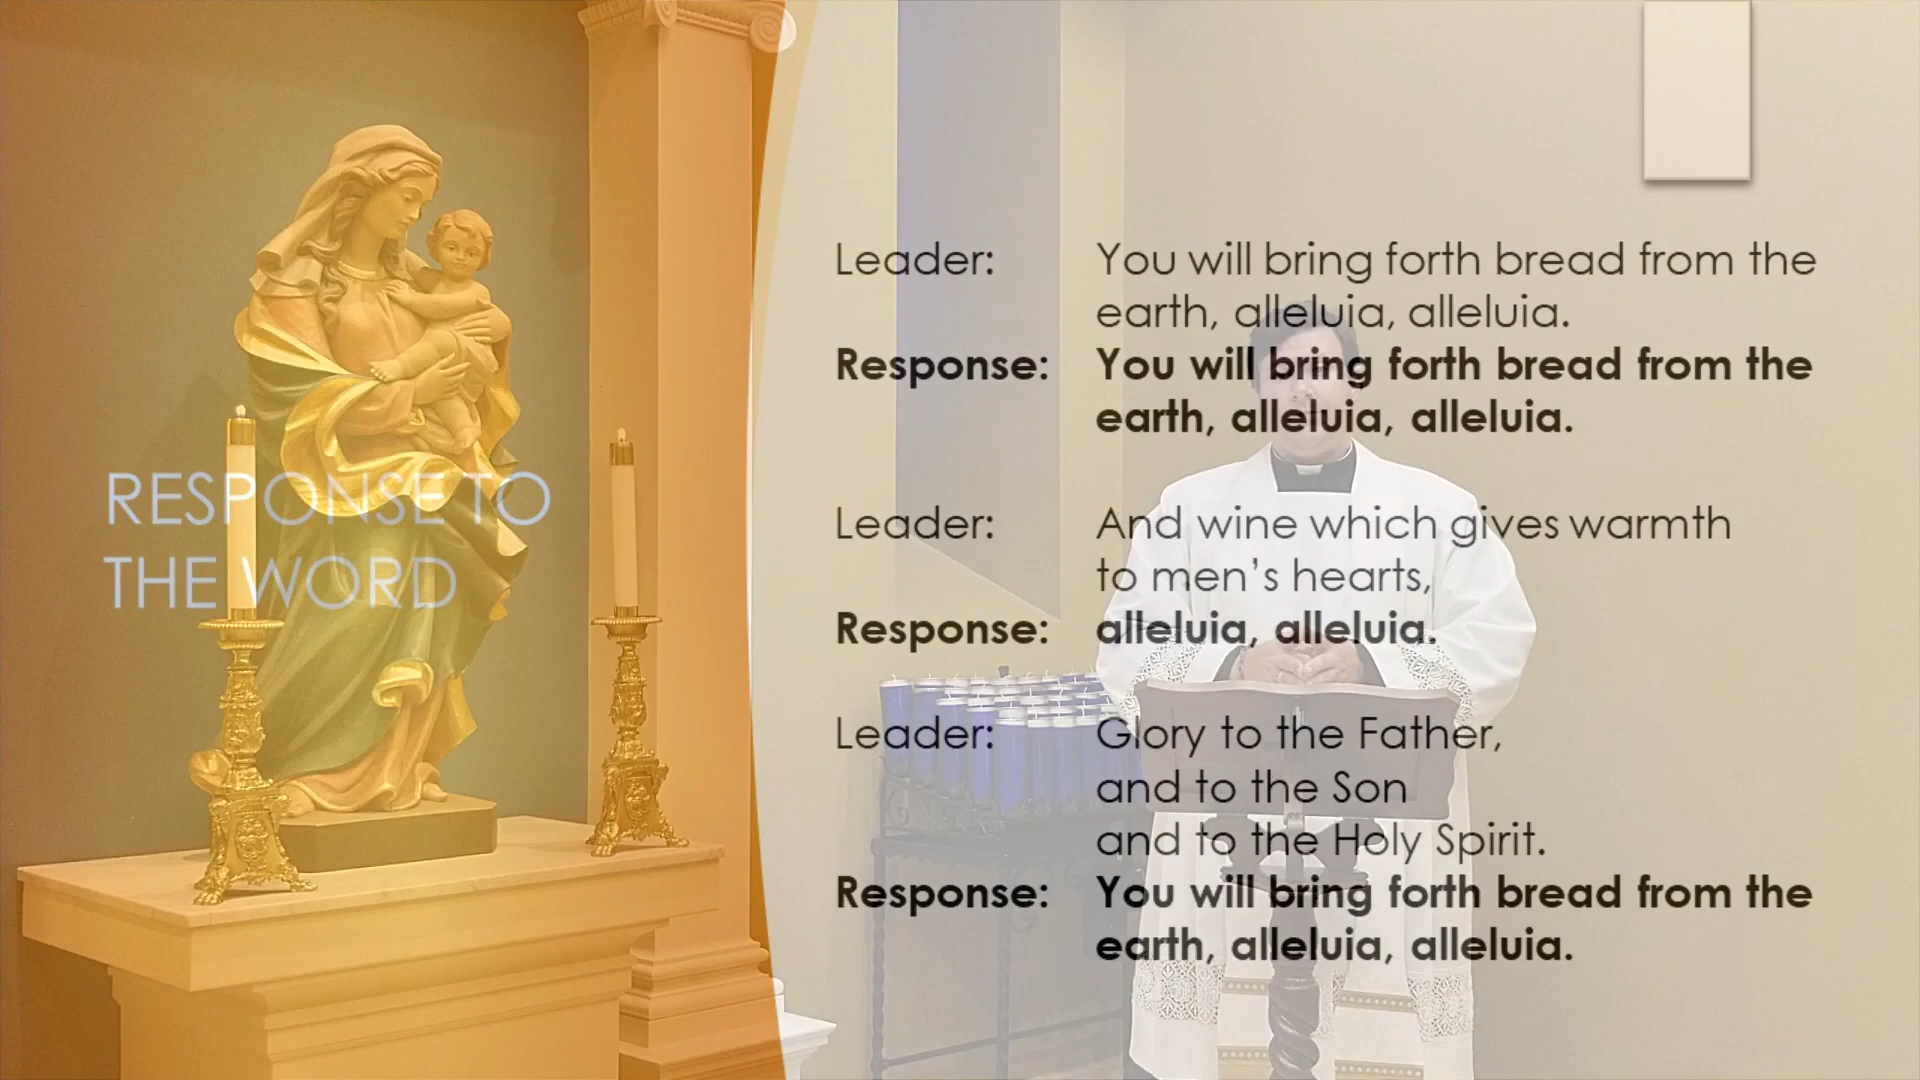 RESPONSE TO
THE WORD
Leader: You will bring forth bread from the
earth, alleluia, alleluia.
Response: You will bring forth bread from the
earth, alleluia, alleluia.
Leader: And wine which gives warmth
to men’s hearts,
Response: alleluia, alleluia.
Leader: Glory to the Father,
and to the Son
and to the Holy Spirit.
Response: You will bring forth bread from the
earth, alleluia, alleluia.